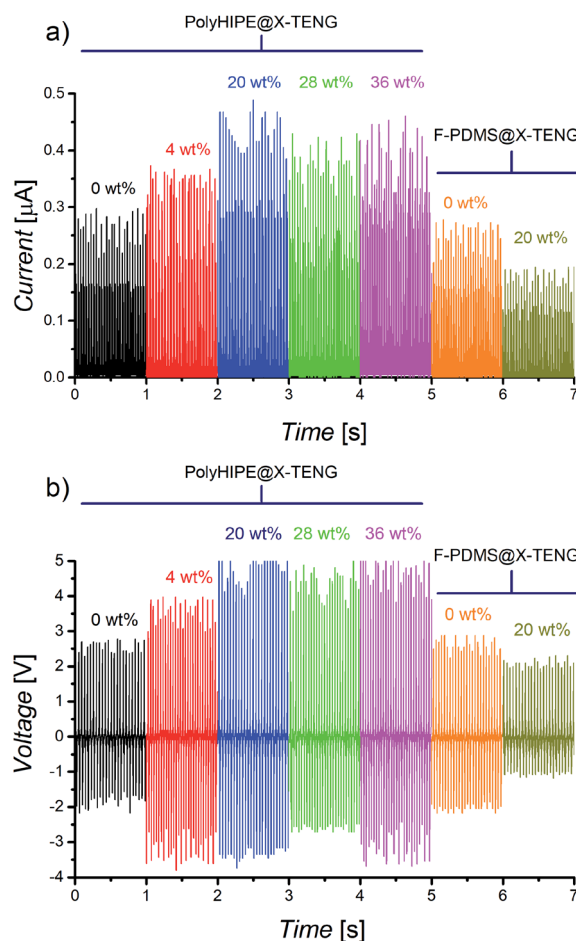 a)
PolyHIPE@X-TENG
20 wt%
28 wt%
36 wt%
F-PDMS@X-TENG
4 wt%
0 wt%
0 wt%
20 wt%
0.5
0.4
0.3
0.2
0.1
0.0
Current [μA]
0 1 2 3 4 5 6 7
Time [s]
b)
PolyHIPE@X-TENG
20 wt%
28 wt%
36 wt%
F-PDMS@X-TENG
4 wt%
0 wt%
0 wt%
20 wt%
5
4
3
2
1
0
-1
-2
-3
-4
Voltage [V]
0 1 2 3 4 5 6 7
Time [s]